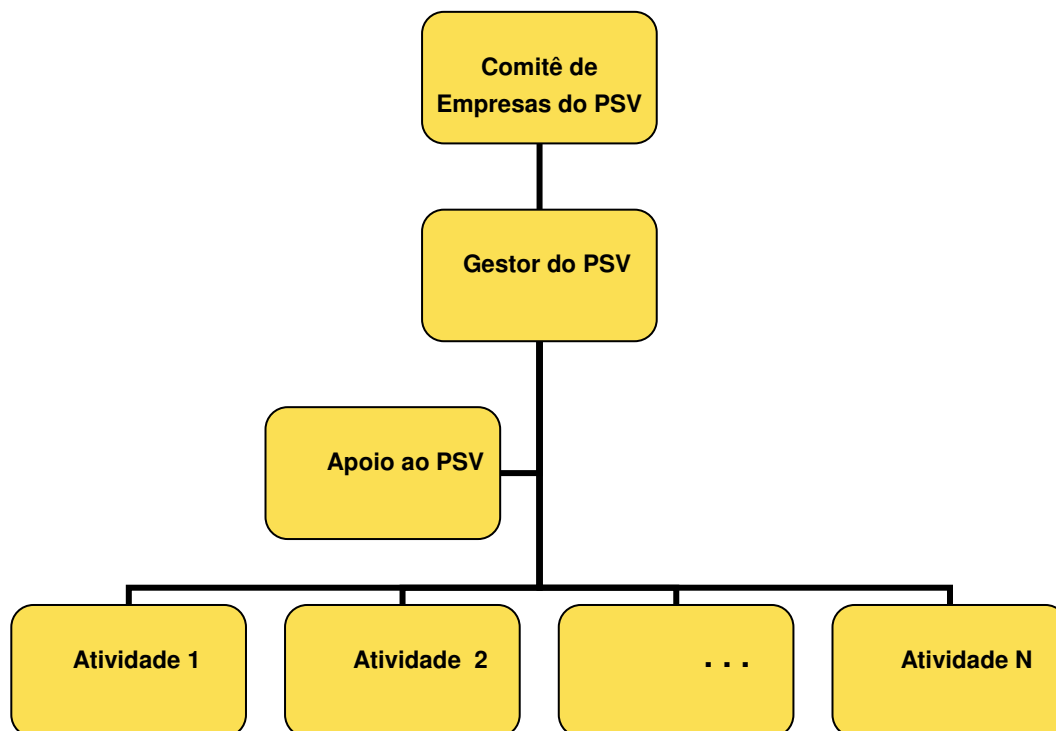 Comitê de
Empresas do PSV
Gestor do PSV
Apoio ao PSV
Atividade 1
Atividade 2
. . .
Atividade N